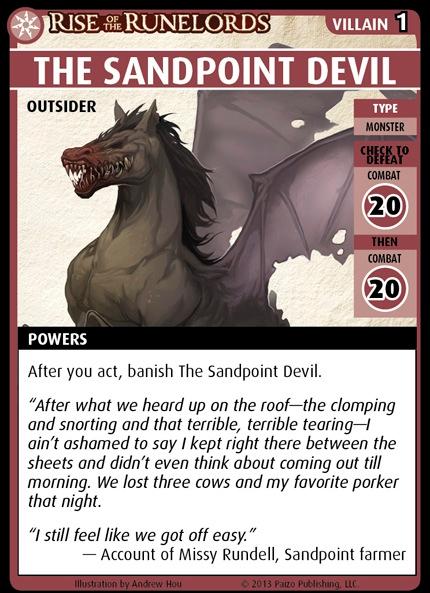 RISE OF THE RUNELORDS
VILLAIN 1
THE SANDPOINT DEVIL
OUTSIDER
TYPE
MONSTER
CHECK TO
DEFEAT
COMBAT
20
THEN
COMBAT
20
POWERS
After you act, banish The Sandpoint Devil.
“After what we heard up on the roof—the clomping
and snorting and that terrible, terrible tearing—I
ain’t ashamed to say I kept right there between the
sheets and didn’t even think about coming out till
morning. We lost three cows and my favorite porker
that night.
“I still feel like we got off easy.”
— Account of Missy Rundell, Sandpoint farmer
Illustration by Andrew Hou
© 2013 Paizo Publishing, LLC.